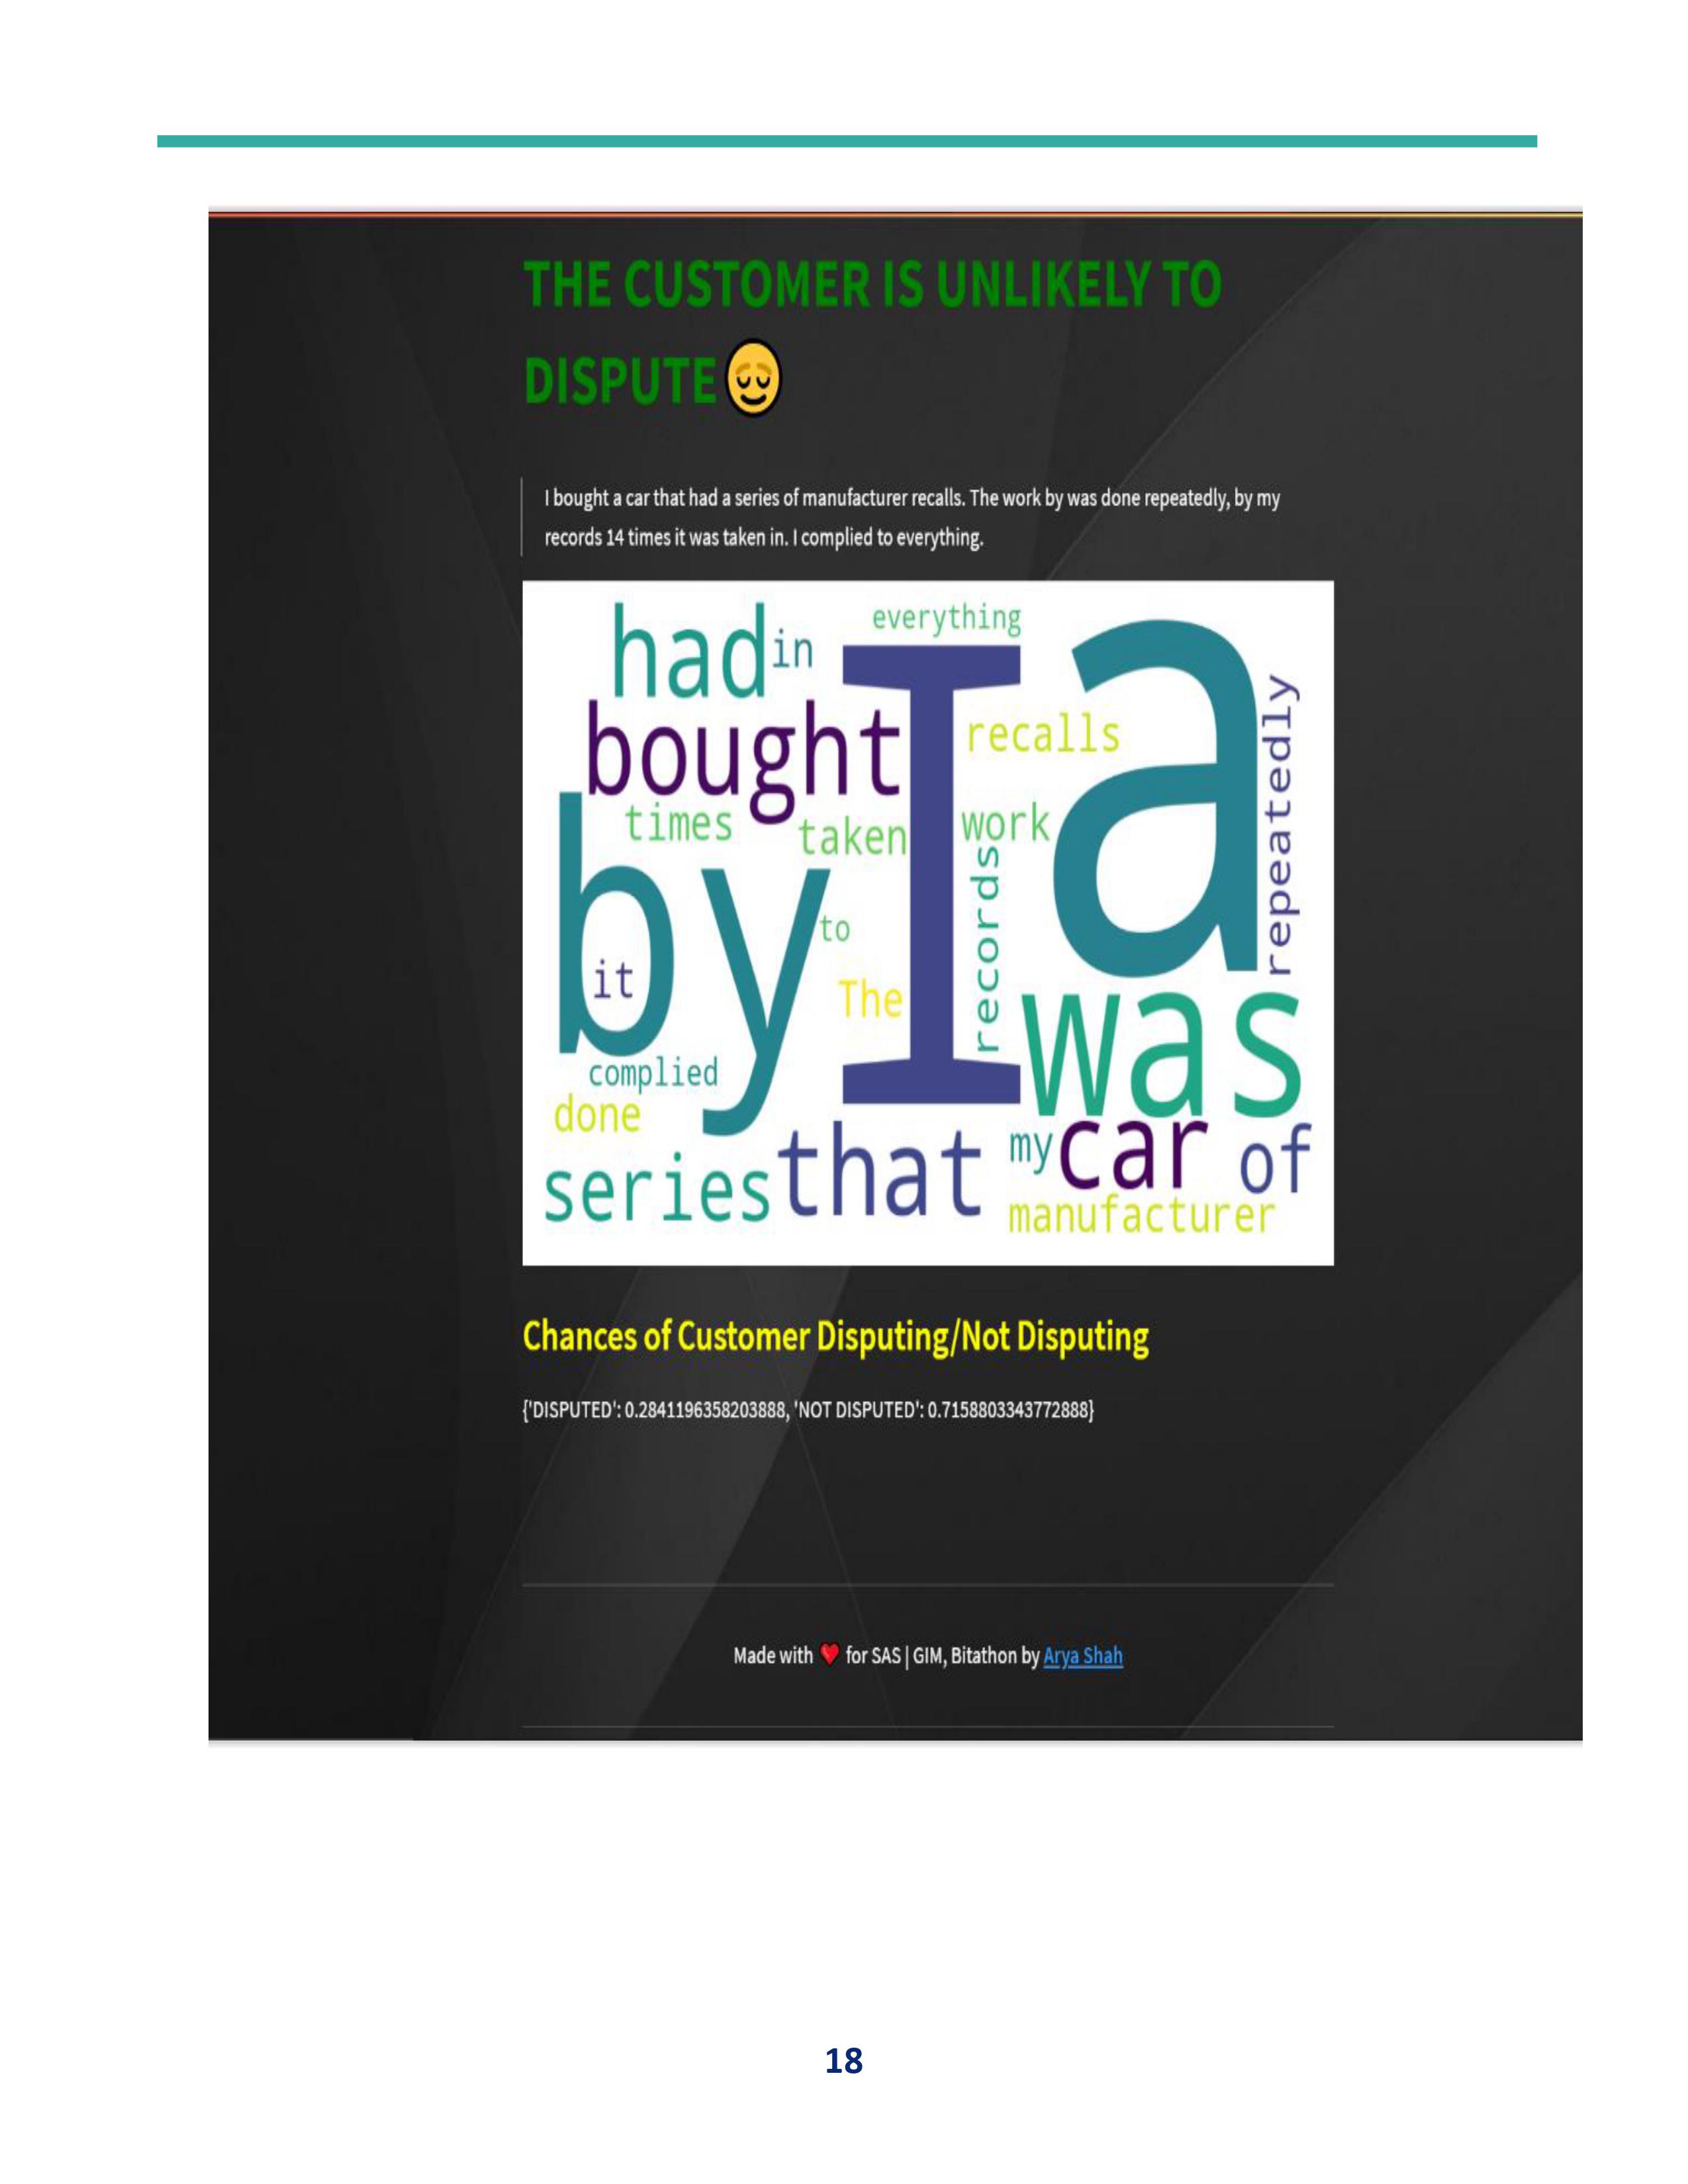 THE CUSTOMER IS UNLIKELY TO
DISPUTE
I bought a car that had a series of manufacturer recalls. The work by was done repeatedly, by my
records 14 times it was taken in. I complied to everything.
had
in
everything
I
a
bought
recalls
repeatedly
times
taken
work
by
records
to
it
The
was
complied
done
series
that
my
car
of
manufacturer
Chances of Customer Disputing/Not Disputing
{'DISPUTED': 0.2841196358203888, 'NOT DISPUTED': 0.7158803343772888}
Made with ❤ for SAS | GIM, Bitathon by Arya Shah
18